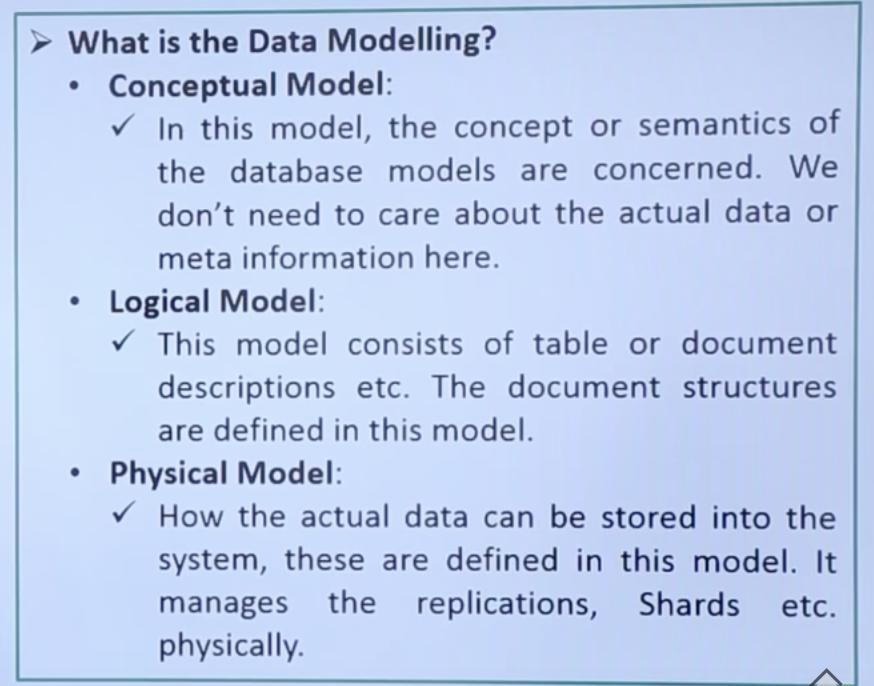 ➢ What is the Data Modelling?
• Conceptual Model:
✓ In this model, the concept or semantics of
the database models are concerned. We
don't need to care about the actual data or
meta information here.
• Logical Model:
✓ This model consists of table or document
descriptions etc. The document structures
are defined in this model.
• Physical Model:
✓ How the actual data can be stored into the
system, these are defined in this model. It
manages the replications, Shards etc.
physically.